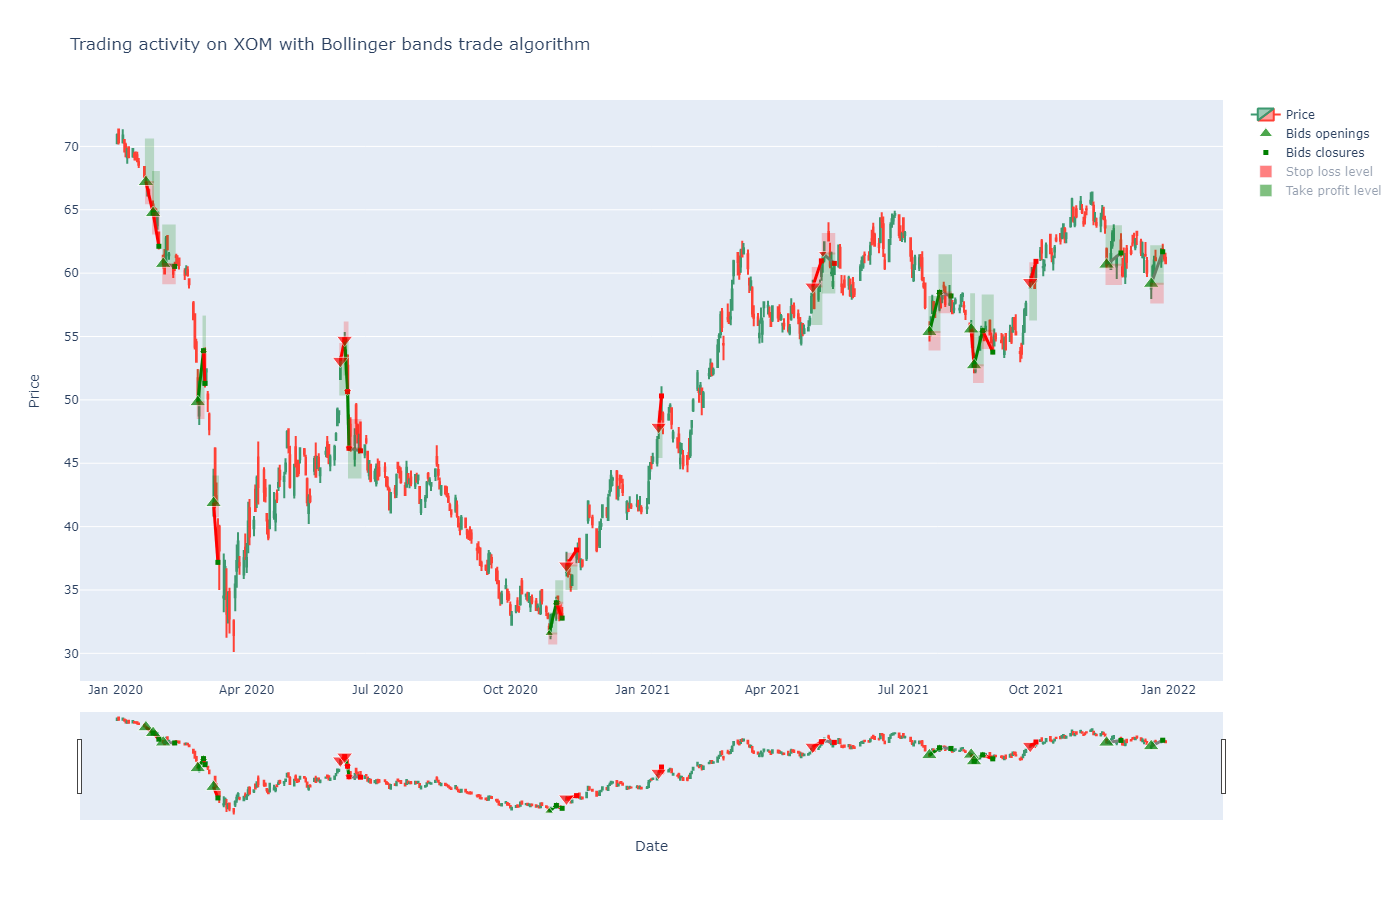 Trading activity on XOM with Bollinger bands trade algorithm
Price
Bids openings
Bids closures
Stop loss level
Take profit level
70
65
60
55
50
45
40
35
30
Price
Jan 2020 Apr 2020 Jul 2020 Oct 2020 Jan 2021 Apr 2021 Jul 2021 Oct 2021 Jan 2022
Date